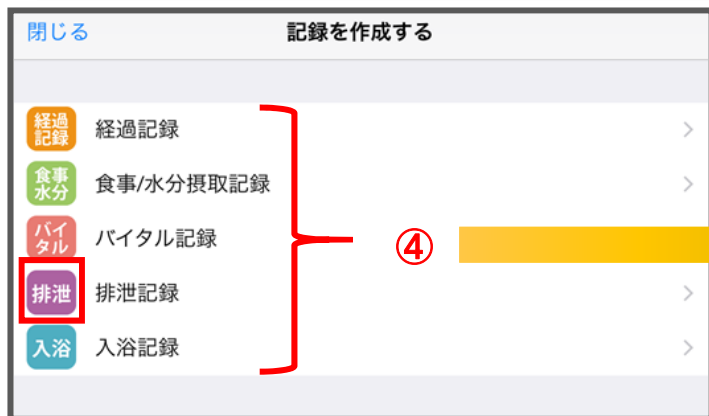 閉じる 記録を作成する
経過
記録 経過記録
食事
水分 食事/水分摂取記録
バイ
タル バイタル記録
④
排泄 排泄記録
入浴 入浴記録